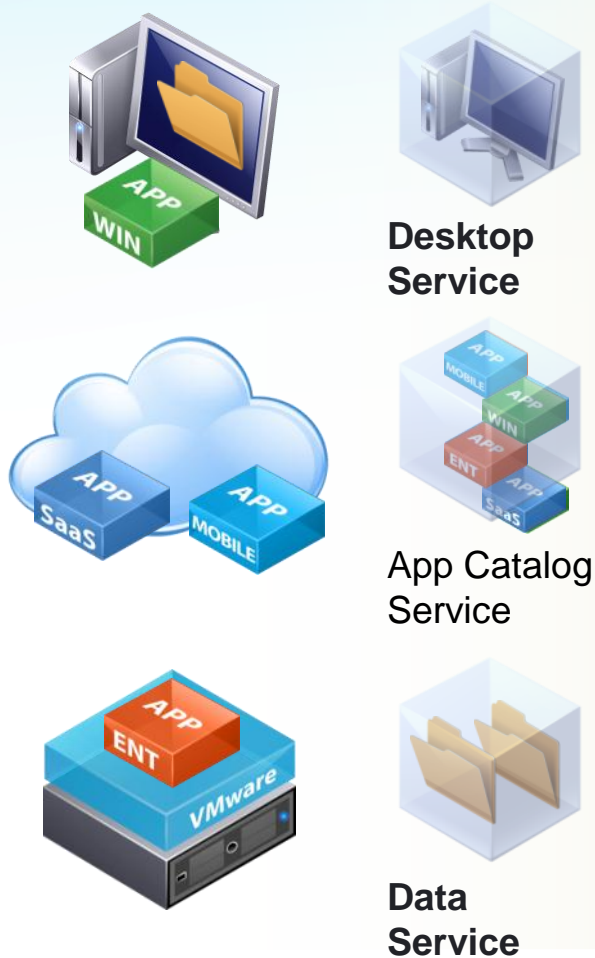 APP
WIN
Desktop
Service
APP
SaaS
APP
MOBILE
APP
MOBILE
APP
WIN
APP
ENT
APP
SaaS
App Catalog
Service
APP
ENT
VMware
Data
Service